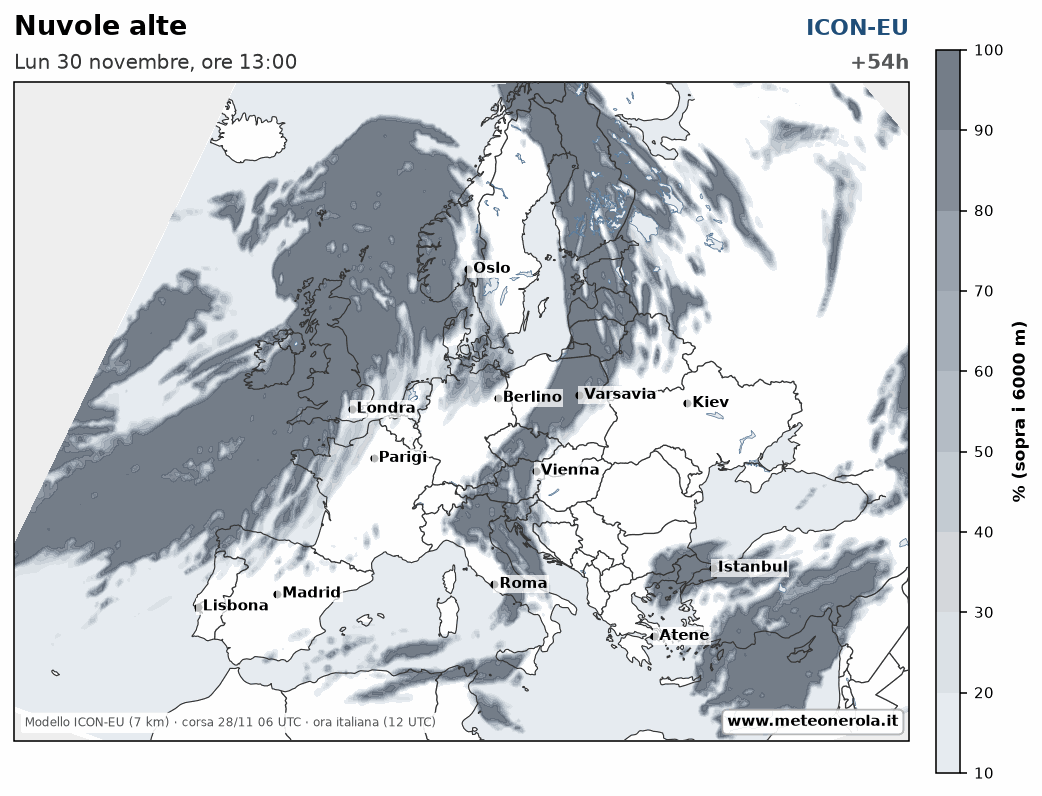 Nuvole alte
ICON-EU
Lun 30 novembre, ore 13:00
+54h
100
90
80
70
60
50
40
30
20
10
% (sopra i 6000 m)
Oslo
Londra
Berlino
Varsavia
Kiev
Parigi
Vienna
Istanbul
Roma
Madrid
Lisbona
Atene
Modello ICON-EU (7 km) · corsa 28/11 06 UTC · ora italiana (12 UTC)
www.meteonerola.it